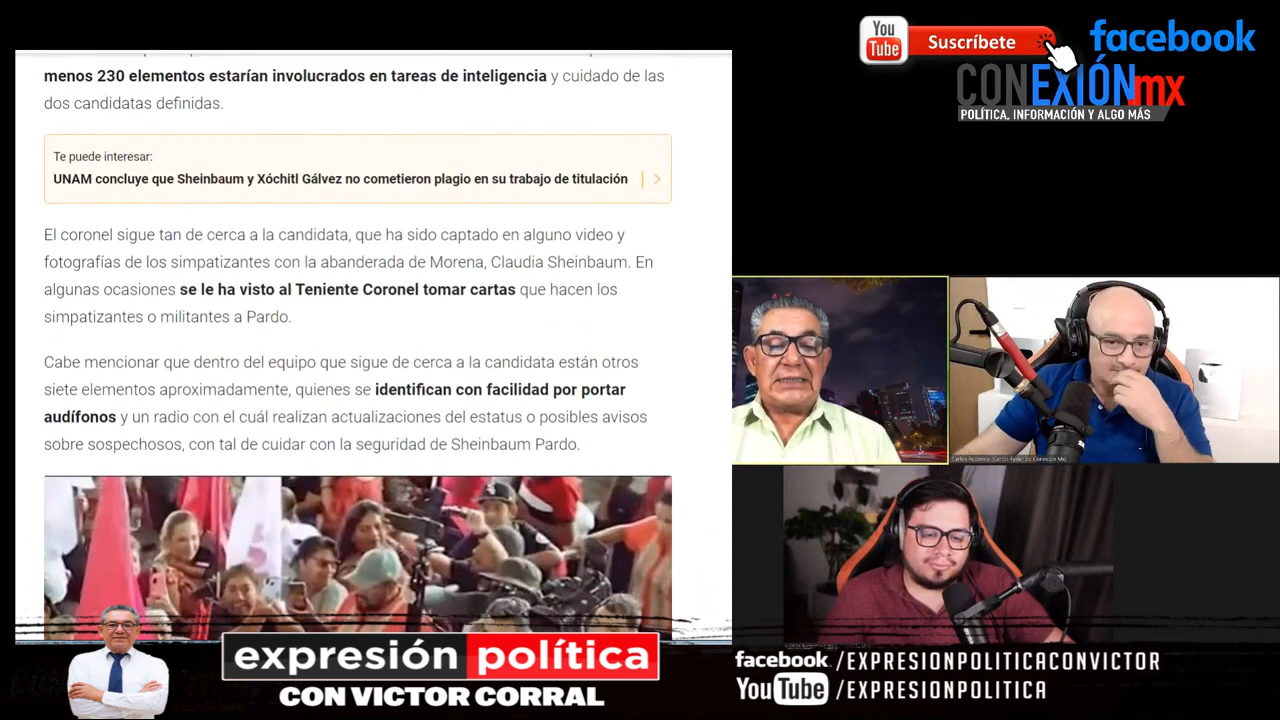 menos 230 elementos estarían involucrados en tareas de inteligencia y cuidado de las
dos candidatas definidas.
Te puede interesar:
UNAM concluye que Sheinbaum y Xóchitl Gálvez no cometieron plagio en su trabajo de titulación
El coronel sigue tan de cerca a la candidata, que ha sido captado en alguno video y
fotografías de los simpatizantes con la abanderada de Morena, Claudia Sheinbaum. En
algunas ocasiones se le ha visto al Teniente Coronel tomar cartas que hacen los
simpatizantes o militantes a Pardo.
Cabe mencionar que dentro del equipo que sigue de cerca a la candidata están otros
siete elementos aproximadamente, quienes se identifican con facilidad por portar
audífonos y un radio con el cuál realizan actualizaciones del estatus o posibles avisos
sobre sospechosos, con tal de cuidar con la seguridad de Sheinbaum Pardo.
You Tube
Suscríbete
facebook
CONEXIÓN.mx
POLÍTICA, INFORMACIÓN Y ALGO MÁS
expresión política
CON VICTOR CORRAL
facebook /EXPRESIONPOLITICACONVICTOR
YouTube /EXPRESIONPOLITICA